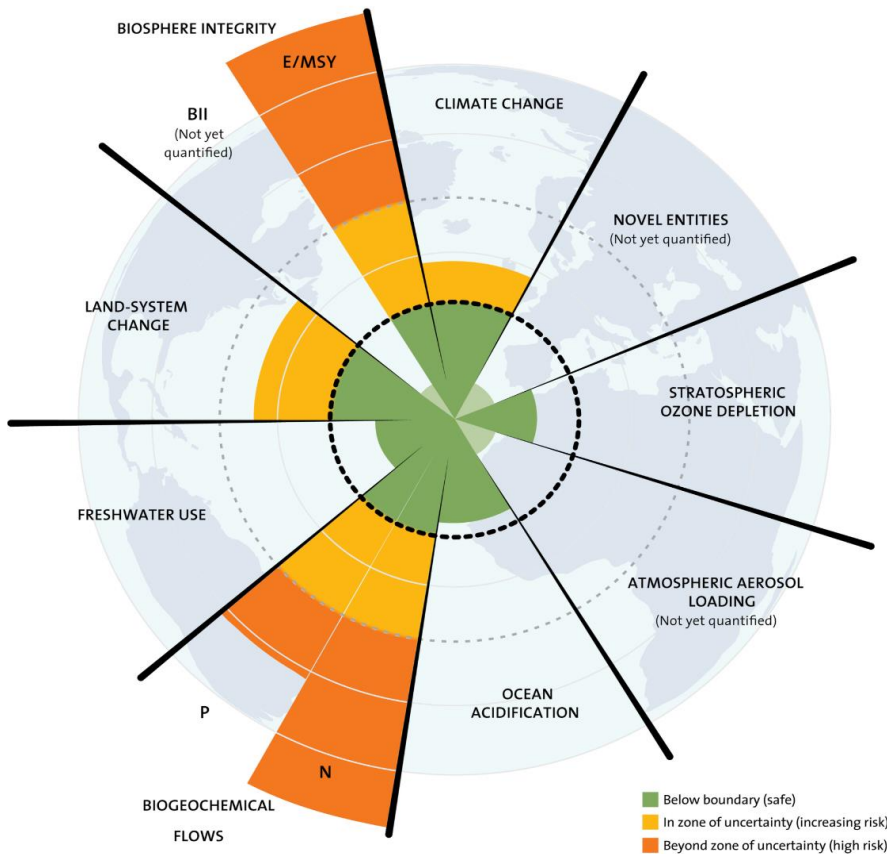 BIOSPHERE INTEGRITY
E/MSY
BII
(Not yet
quantified)
CLIMATE CHANGE
NOVEL ENTITIES
(Not yet quantified)
LAND-SYSTEM
CHANGE
STRATOSPHERIC
OZONE DEPLETION
FRESHWATER USE
ATMOSPHERIC AEROSOL
LOADING
(Not yet quantified)
OCEAN
ACIDIFICATION
P
N
BIOGEOCHEMICAL
FLOWS
Below boundary (safe)
In zone of uncertainty (increasing risk)
Beyond zone of uncertainty (high risk)